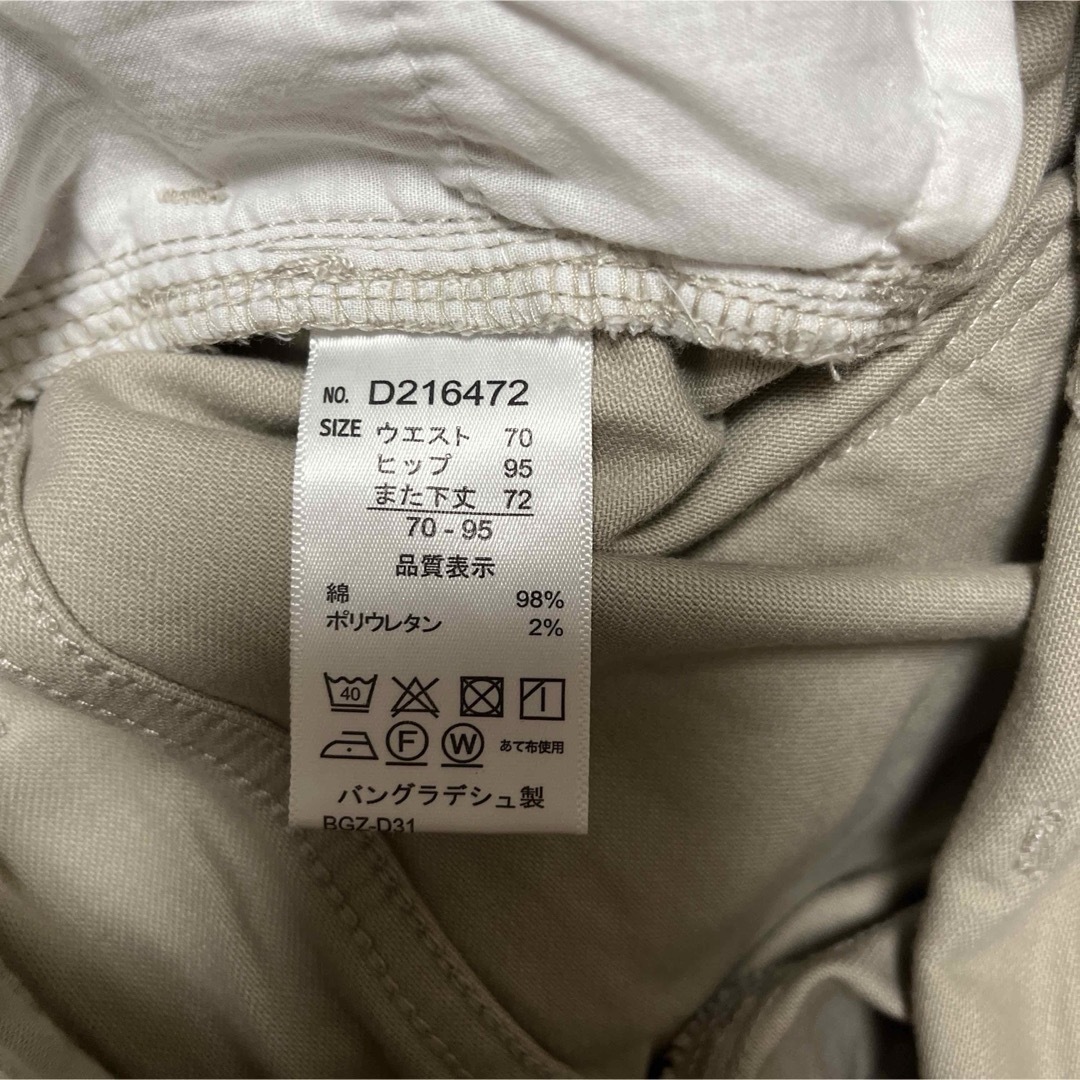 NO. D216472
SIZE ウエスト 70
ヒップ 95
また下丈 72
70 - 95
品質表示
綿 98%
ポリウレタン 2%
40
F W あて布使用
バングラデシュ製
BGZ-D31